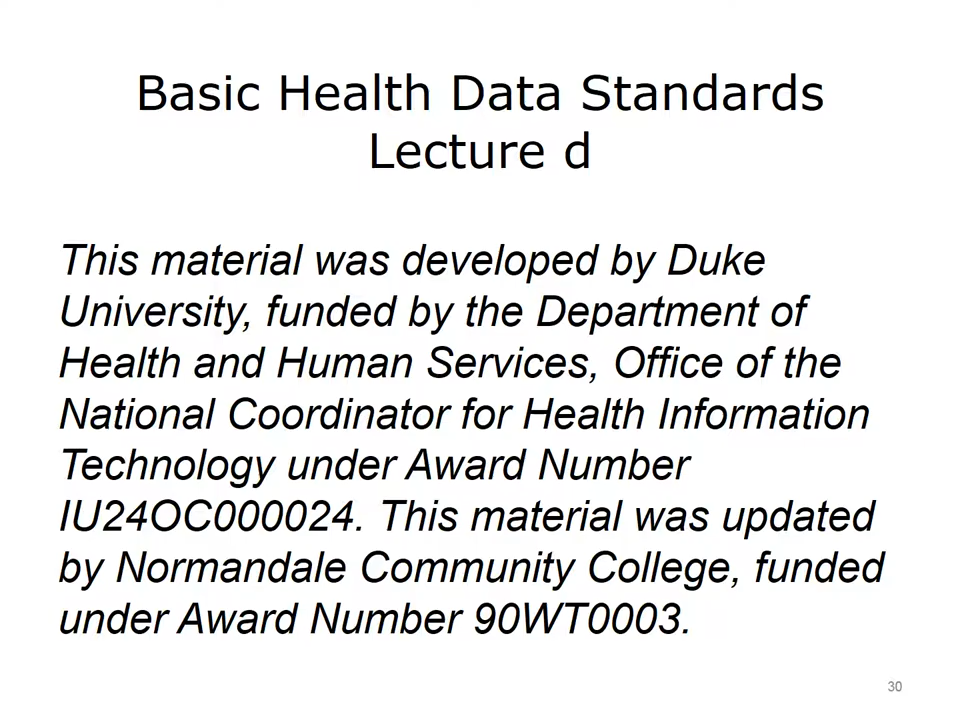 Basic Health Data Standards
Lecture d
This material was developed by Duke
University, funded by the Department of
Health and Human Services, Office of the
National Coordinator for Health Information
Technology under Award Number
IU24OC000024. This material was updated
by Normandale Community College, funded
under Award Number 90WT0003.
30